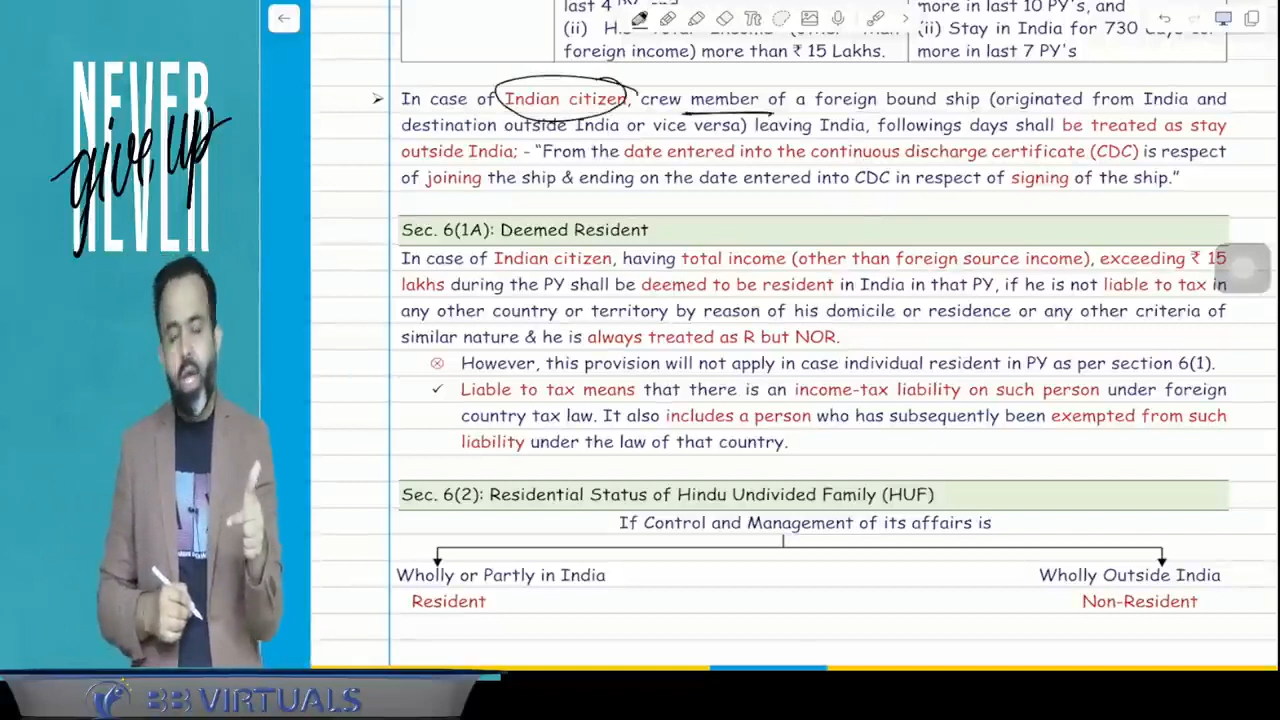 NEVER
give up
NEVER
last 4 PY, and
more in last 10 PY's, and
(ii)
(ii) Stay in India for 730
foreign income) more than ₹ 15 Lakhs.
more in last 7 PY's
➢ In case of Indian citizen, crew member of a foreign bound ship (originated from India and
destination outside India or vice versa) leaving India, followings days shall be treated as stay
outside India; - “From the date entered into the continuous discharge certificate (CDC) is respect
of joining the ship & ending on the date entered into CDC in respect of signing of the ship.”
Sec. 6(1A): Deemed Resident
In case of Indian citizen, having total income (other than foreign source income), exceeding ₹ 15
lakhs during the PY shall be deemed to be resident in India in that PY, if he is not liable to tax in
any other country or territory by reason of his domicile or residence or any other criteria of
similar nature & he is always treated as R but NOR.
However, this provision will not apply in case individual resident in PY as per section 6(1).
✓ Liable to tax means that there is an income-tax liability on such person under foreign
country tax law. It also includes a person who has subsequently been exempted from such
liability under the law of that country.
Sec. 6(2): Residential Status of Hindu Undivided Family (HUF)
If Control and Management of its affairs is
Wholly or Partly in India
Wholly Outside India
Resident
Non-Resident
BB VIRTUALS